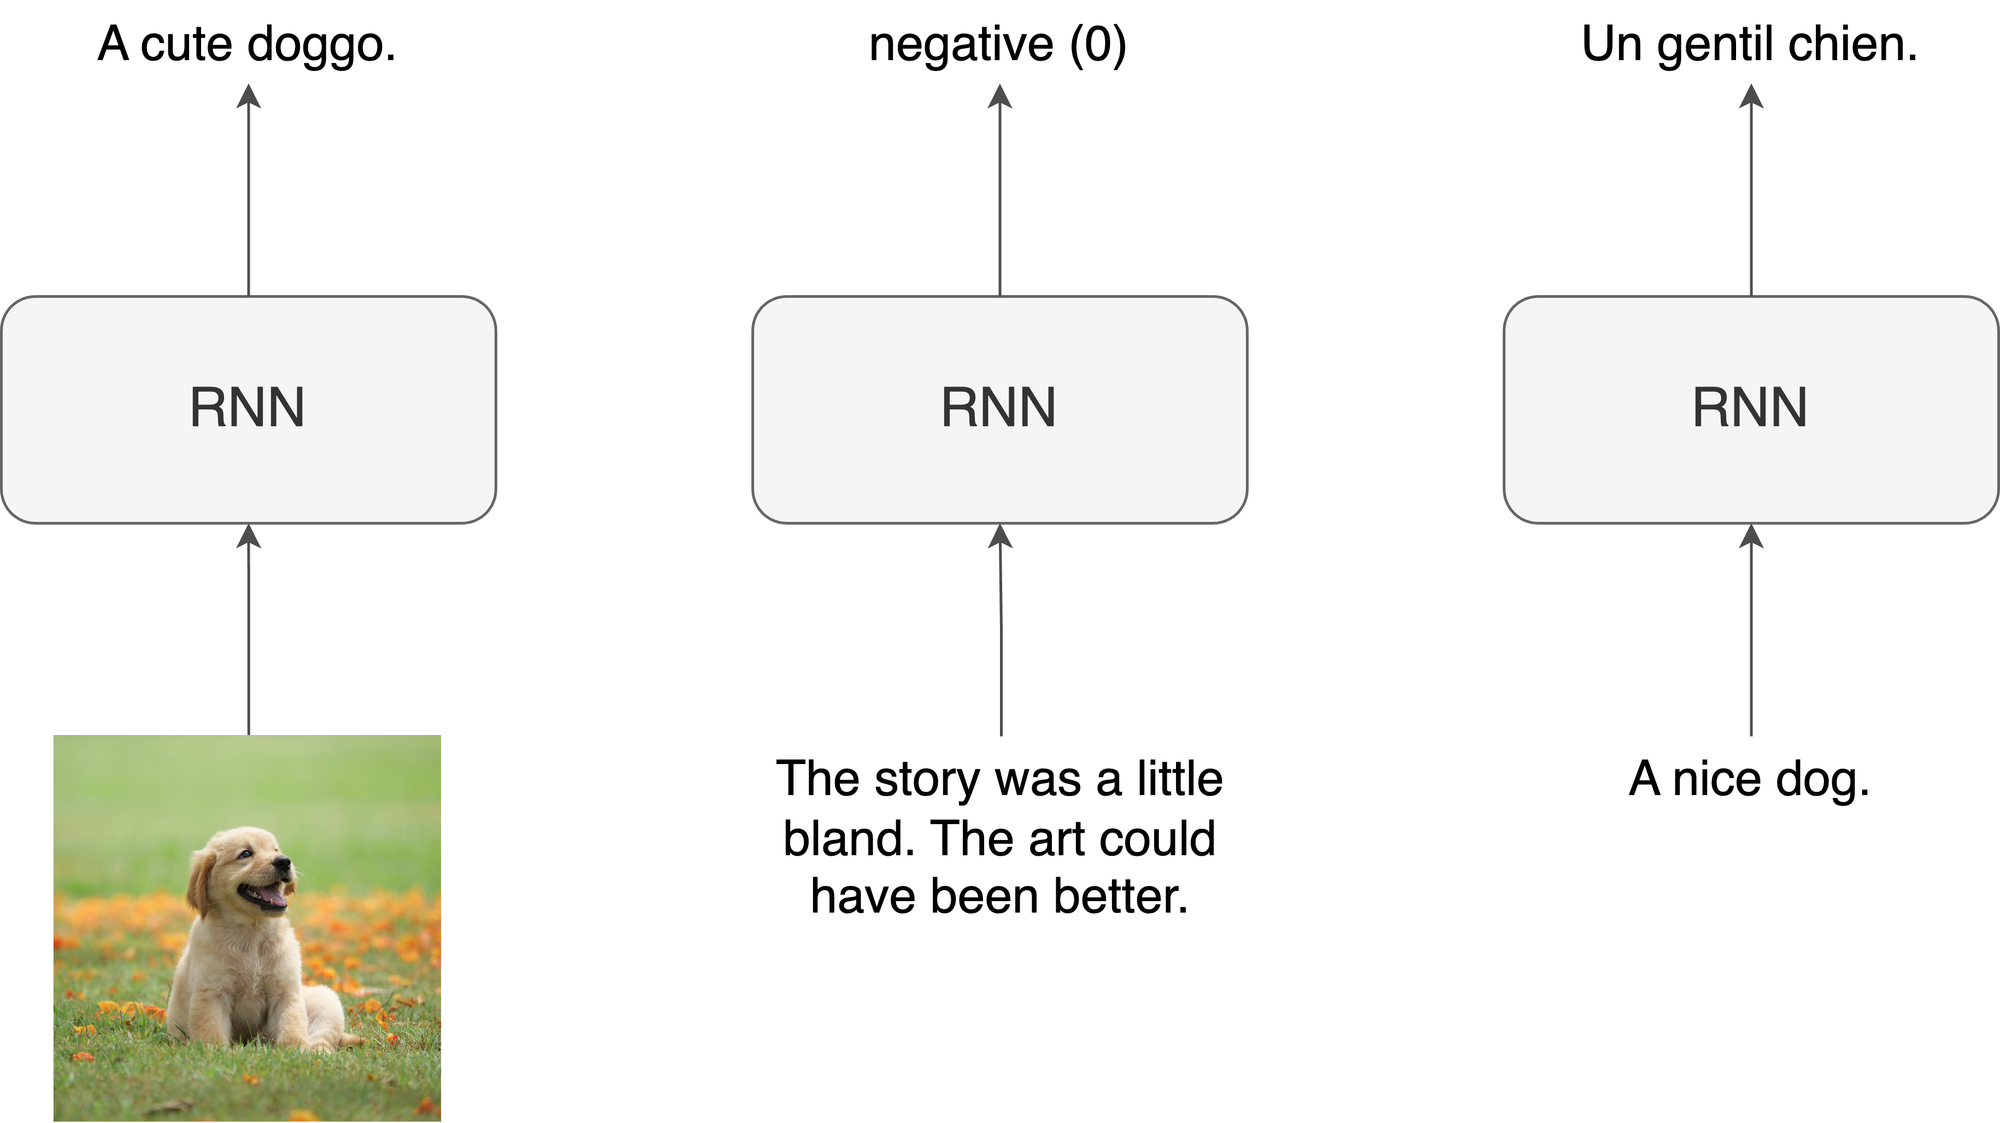 A cute doggo.
negative (0)
Un gentil chien.
RNN
RNN
RNN
The story was a little
bland. The art could
have been better.
A nice dog.